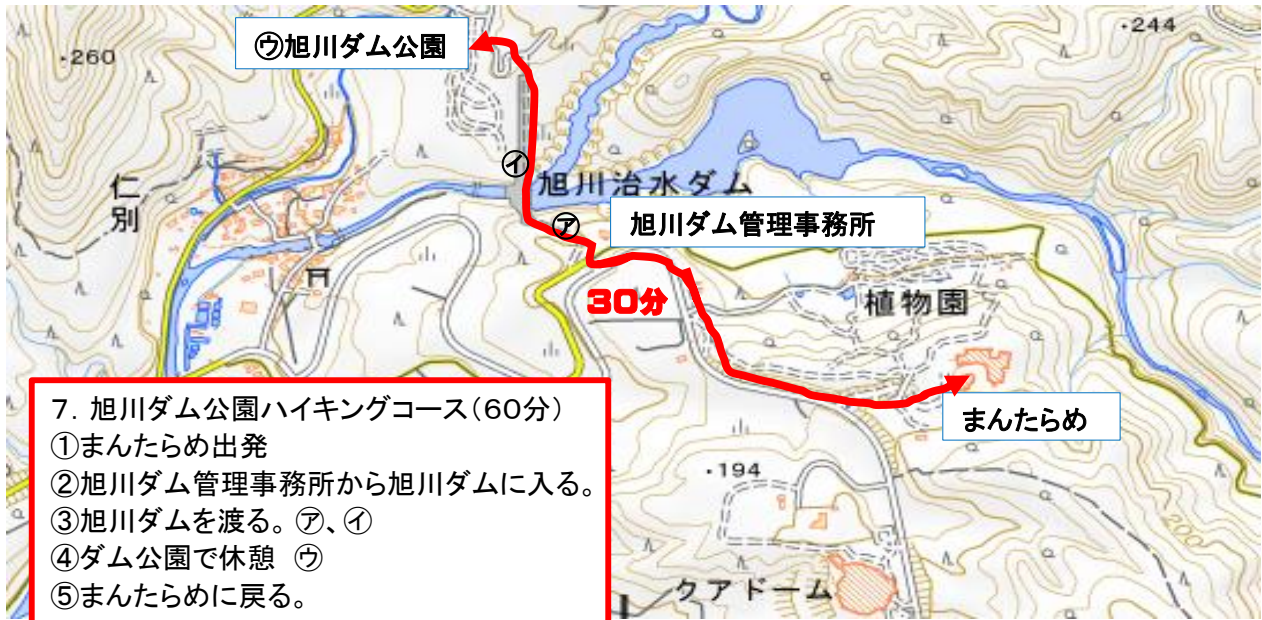 ・260
㋒旭川ダム公園
・244
㋑
旭川治水ダム
仁別
㋐
旭川ダム管理事務所
30分
植物園
まんたらめ
7．旭川ダム公園ハイキングコース（60分）
①まんたらめ出発
②旭川ダム管理事務所から旭川ダムに入る。
③旭川ダムを渡る。㋐、㋑
④ダム公園で休憩　㋒
⑤まんたらめに戻る。
・194
200
クアドーム